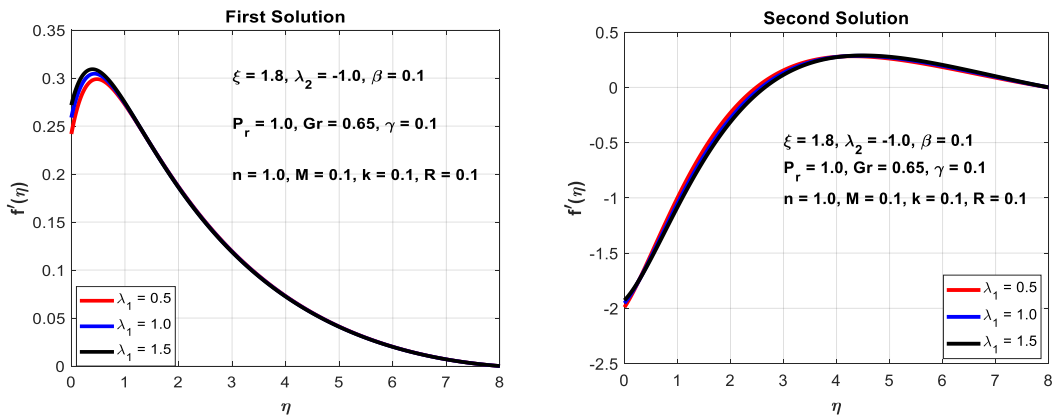 First Solution
0.35
0.3
0.25
0.2
0.15
0.1
0.05
0
f'(η)
ξ = 1.8, λ2 = -1.0, β = 0.1
Pr = 1.0, Gr = 0.65, γ = 0.1
n = 1.0, M = 0.1, k = 0.1, R = 0.1
λ1 = 0.5
λ1 = 1.0
λ1 = 1.5
0 1 2 3 4 5 6 7 8
η
Second Solution
0.5
0
-0.5
-1
-1.5
-2
-2.5
f'(η)
ξ = 1.8, λ2 = -1.0, β = 0.1
Pr = 1.0, Gr = 0.65, γ = 0.1
n = 1.0, M = 0.1, k = 0.1, R = 0.1
λ1 = 0.5
λ1 = 1.0
λ1 = 1.5
0 1 2 3 4 5 6 7 8
η